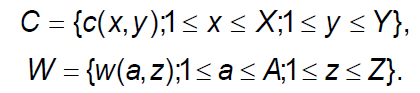 C = {c(x,y);1 ≤ x ≤ X;1 ≤ y ≤ Y},
W = {w(a,z);1 ≤ a ≤ A;1 ≤ z ≤ Z}.